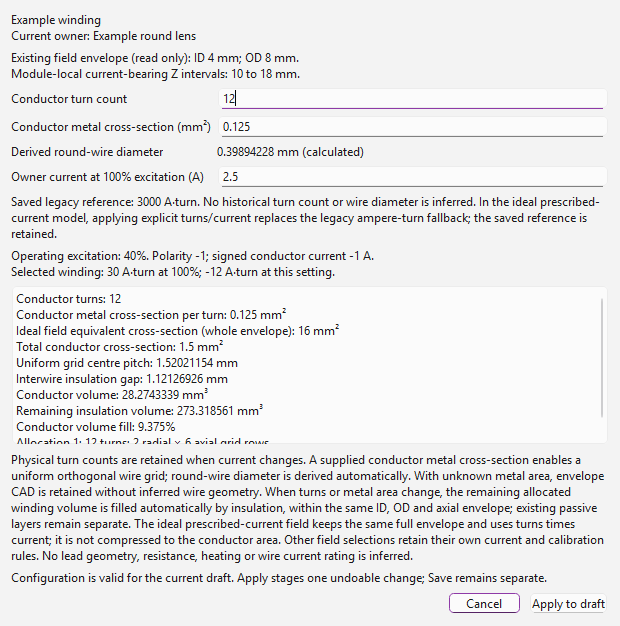 Example winding
Current owner: Example round lens
Existing field envelope (read only): ID 4 mm; OD 8 mm.
Module-local current-bearing Z intervals: 10 to 18 mm.
Conductor turn count 12
Conductor metal cross-section (mm²) 0.125
Derived round-wire diameter 0.39894228 mm (calculated)
Owner current at 100% excitation (A) 2.5
Saved legacy reference: 3000 A·turn. No historical turn count or wire diameter is inferred. In the ideal prescribed-
current model, applying explicit turns/current replaces the legacy ampere-turn fallback; the saved reference is
retained.
Operating excitation: 40%. Polarity -1; signed conductor current -1 A.
Selected winding: 30 A·turn at 100%; -12 A·turn at this setting.
Conductor turns: 12
Conductor metal cross-section per turn: 0.125 mm²
Ideal field equivalent cross-section (whole envelope): 16 mm²
Total conductor cross-section: 1.5 mm²
Uniform grid centre pitch: 1.52021154 mm
Interwire insulation gap: 1.12126926 mm
Conductor volume: 28.2743339 mm³
Remaining insulation volume: 273.318561 mm³
Conductor volume fill: 9.375%
Allocation 1: 12 turns; 2 radial × 6 axial grid rows
Physical turn counts are retained when current changes. A supplied conductor metal cross-section enables a
uniform orthogonal wire grid; round-wire diameter is derived automatically. With unknown metal area, envelope
CAD is retained without inferred wire geometry. When turns or metal area change, the remaining allocated
winding volume is filled automatically by insulation, within the same ID, OD and axial envelope; existing passive
layers remain separate. The ideal prescribed-current field keeps the same full envelope and uses turns times
current; it is not compressed to the conductor area. Other field selections retain their own current and calibration
rules. No lead geometry, resistance, heating or wire current rating is inferred.
Configuration is valid for the current draft. Apply stages one undoable change; Save remains separate.
Cancel Apply to draft